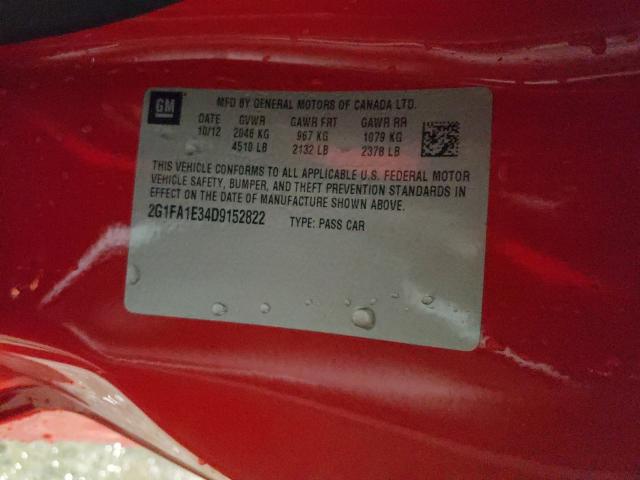 GM
MFD BY GENERAL MOTORS OF CANADA LTD.
DATE GVWR GAWR FRT GAWR RR
10/12 2046 KG 967 KG 1079 KG
4510 LB 2132 LB 2378 LB
THIS VEHICLE CONFORMS TO ALL APPLICABLE U.S. FEDERAL MOTOR
VEHICLE SAFETY, BUMPER, AND THEFT PREVENTION STANDARDS IN
EFFECT ON THE DATE OF MANUFACTURE SHOWN ABOVE.
2G1FA1E34D9152822 TYPE: PASS CAR